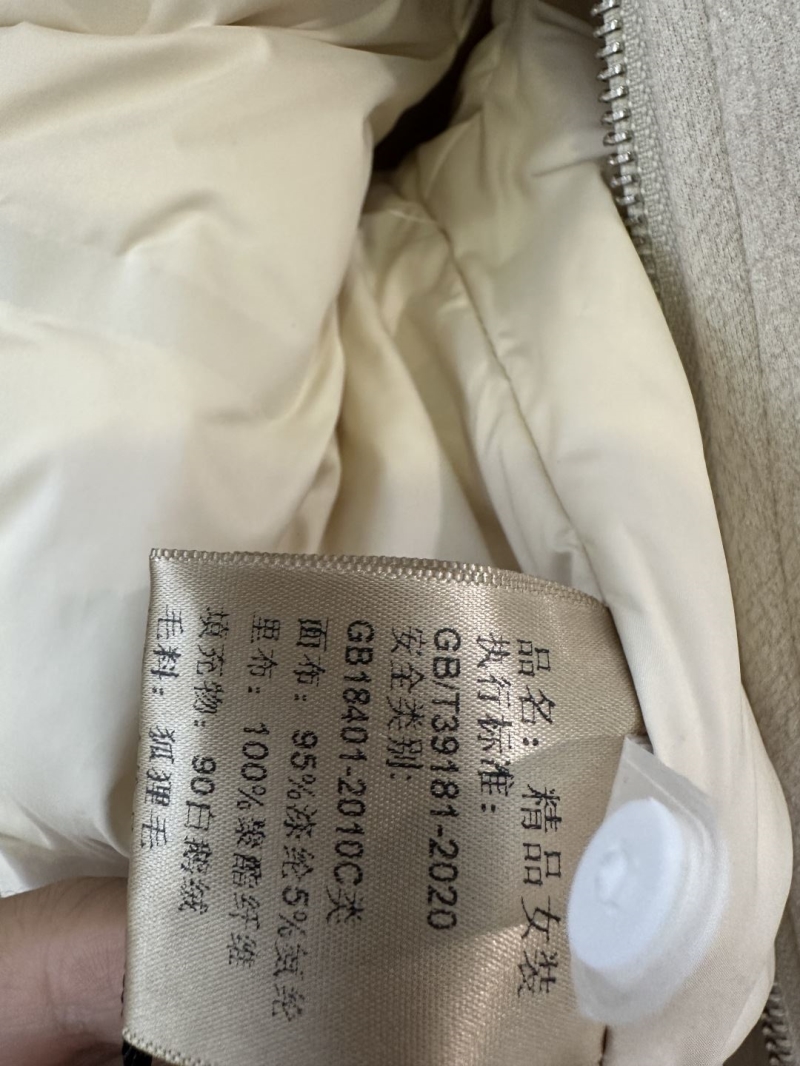 品名：精品女装
执行标准：
GB/T39181-2020
安全类别:
GB18401-2010C类
面布：95%涤纶5%氨纶
里布：100%聚酯纤维
填充物：90白鹅绒
毛料：狐狸毛